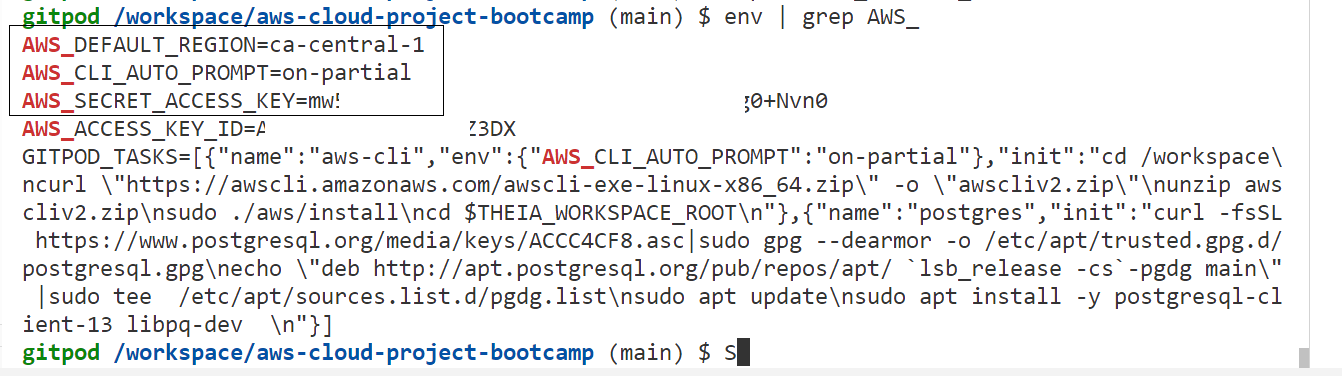 gitpod /workspace/aws-cloud-project-bootcamp (main) $ env | grep AWS_
AWS_DEFAULT_REGION=ca-central-1
AWS_CLI_AUTO_PROMPT=on-partial
AWS_SECRET_ACCESS_KEY=mw 0+Nvn0
AWS_ACCESS_KEY_ID= Z3DX
GITPOD_TASKS=[{"name":"aws-cli","env":{"AWS_CLI_AUTO_PROMPT":"on-partial"},"init":"cd /workspace\
ncurl \"https://awscli.amazonaws.com/awscli-exe-linux-x86_64.zip\" -o \"awscliv2.zip\"\nunzip aws
cliv2.zip\nsudo ./aws/install\ncd $THEIA_WORKSPACE_ROOT\n"},{"name":"postgres","init":"curl -fsSL
 https://www.postgresql.org/media/keys/ACCC4CF8.asc|sudo gpg --dearmor -o /etc/apt/trusted.gpg.d/
postgresql.gpg\necho \"deb http://apt.postgresql.org/pub/repos/apt/ `lsb_release -cs`-pgdg main\"
 |sudo tee  /etc/apt/sources.list.d/pgdg.list\nsudo apt update\nsudo apt install -y postgresql-cl
ient-13 libpq-dev  \n"}]
gitpod /workspace/aws-cloud-project-bootcamp (main) $ S